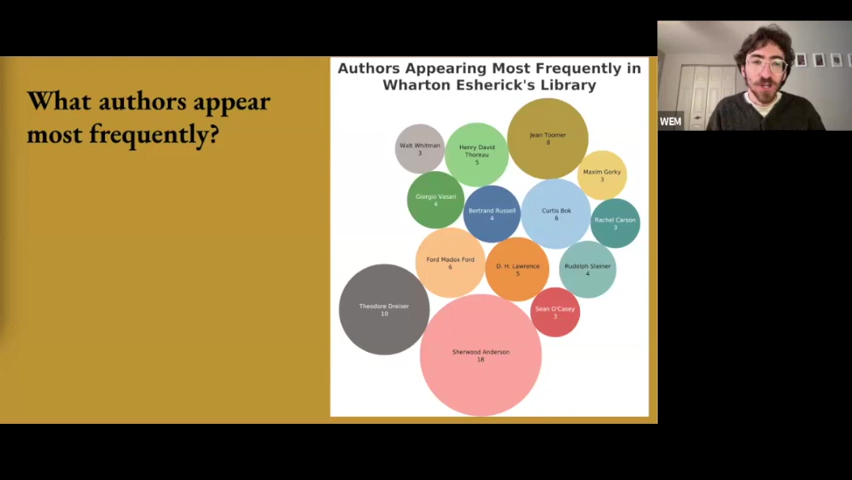 What authors appear
most frequently?
Authors Appearing Most Frequently in
Wharton Esherick's Library
Walt Whitman
3
Henry David
Thoreau
5
Jean Toomer
8
Maxim Gorky
3
Giorgio Vasari
4
Bertrand Russell
4
Curtis Bok
6
Rachel Carson
3
Ford Madox Ford
6
D. H. Lawrence
5
Rudolph Steiner
4
Theodore Dreiser
10
Sean O'Casey
3
Sherwood Anderson
18
WEM